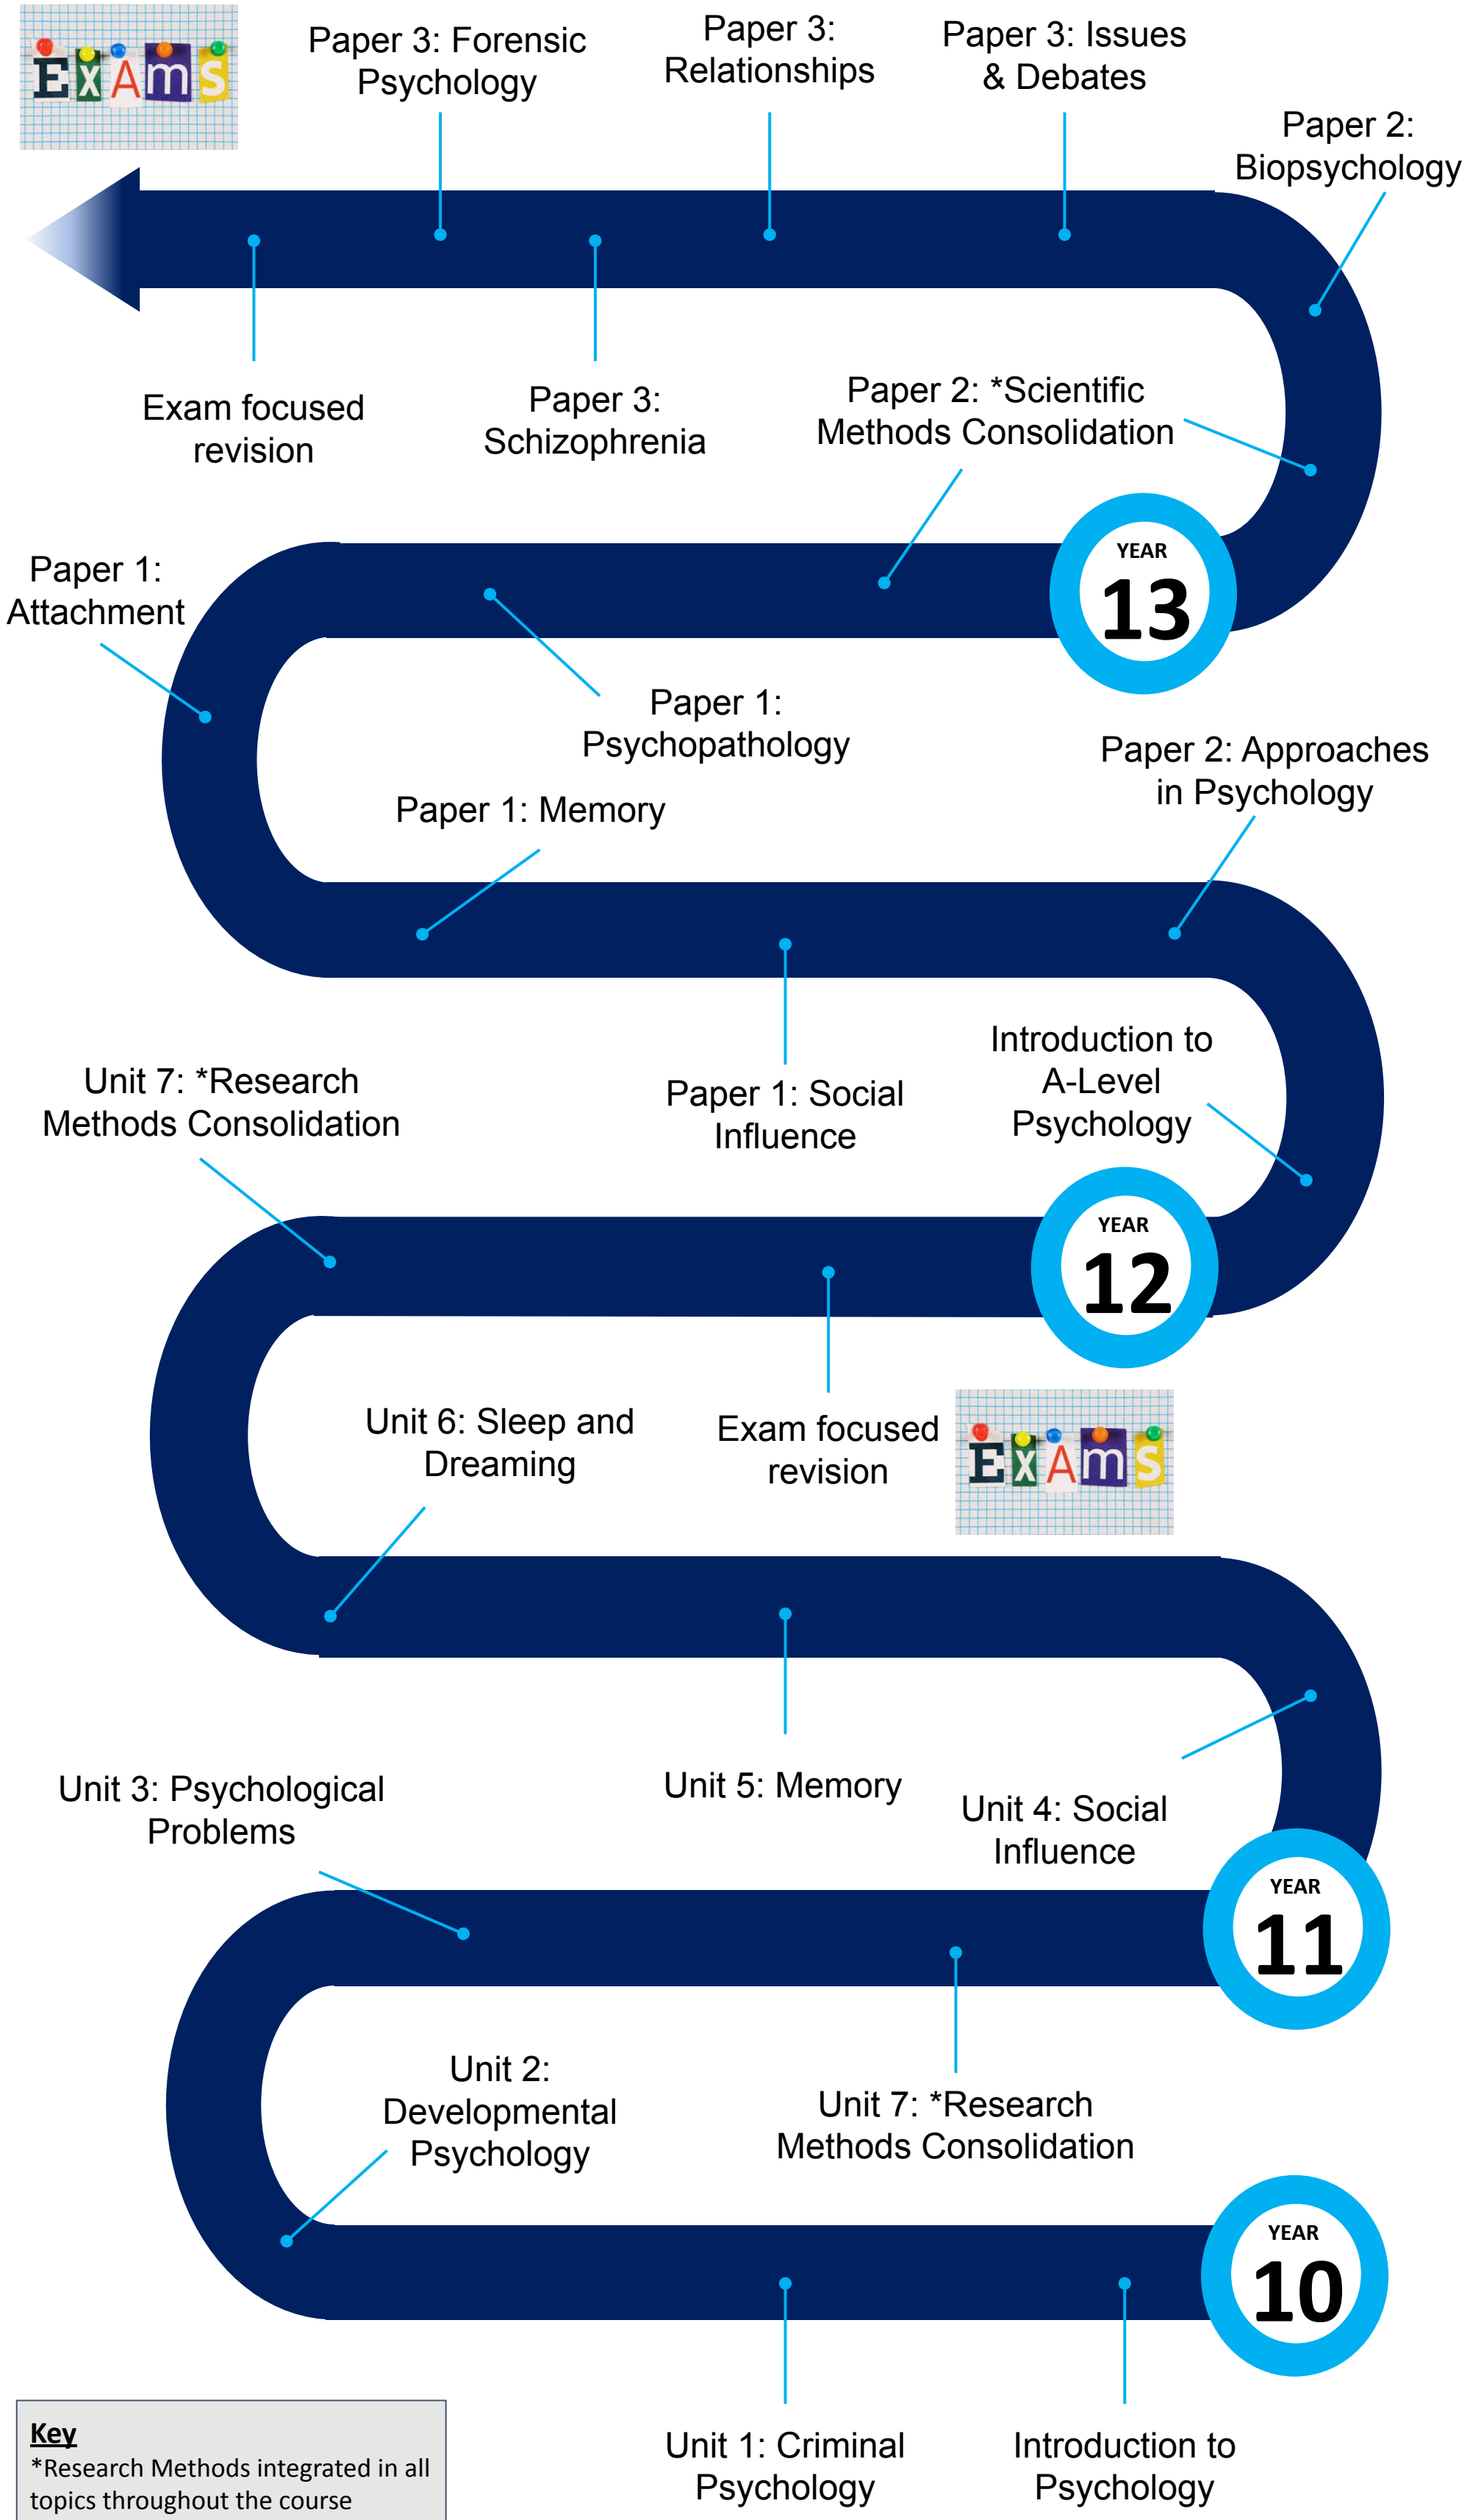 ExAmS
Paper 3: Forensic
Psychology
Paper 3:
Relationships
Paper 3: Issues
& Debates
Paper 2:
Biopsychology
Exam focused
revision
Paper 3:
Schizophrenia
Paper 2: *Scientific
Methods Consolidation
YEAR
13
Paper 1:
Attachment
Paper 1:
Psychopathology
Paper 1: Memory
Paper 2: Approaches
in Psychology
Unit 7: *Research
Methods Consolidation
Paper 1: Social
Influence
Introduction to
A-Level
Psychology
YEAR
12
Unit 6: Sleep and
Dreaming
Exam focused
revision
ExAmS
Unit 3: Psychological
Problems
Unit 5: Memory
Unit 4: Social
Influence
YEAR
11
Unit 2:
Developmental
Psychology
Unit 7: *Research
Methods Consolidation
YEAR
10
Unit 1: Criminal
Psychology
Introduction to
Psychology
Key
*Research Methods integrated in all
topics throughout the course